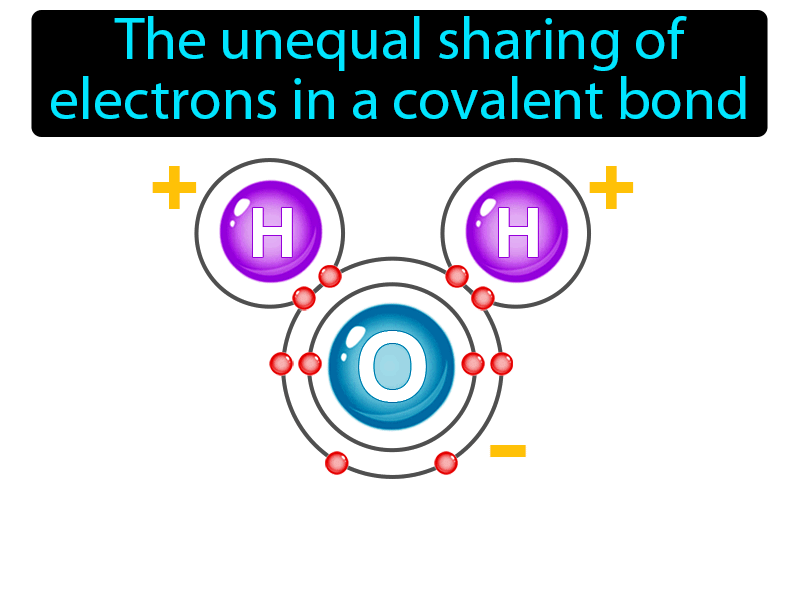 The unequal sharing of
electrons in a covalent bond
+ +
H H
O
-